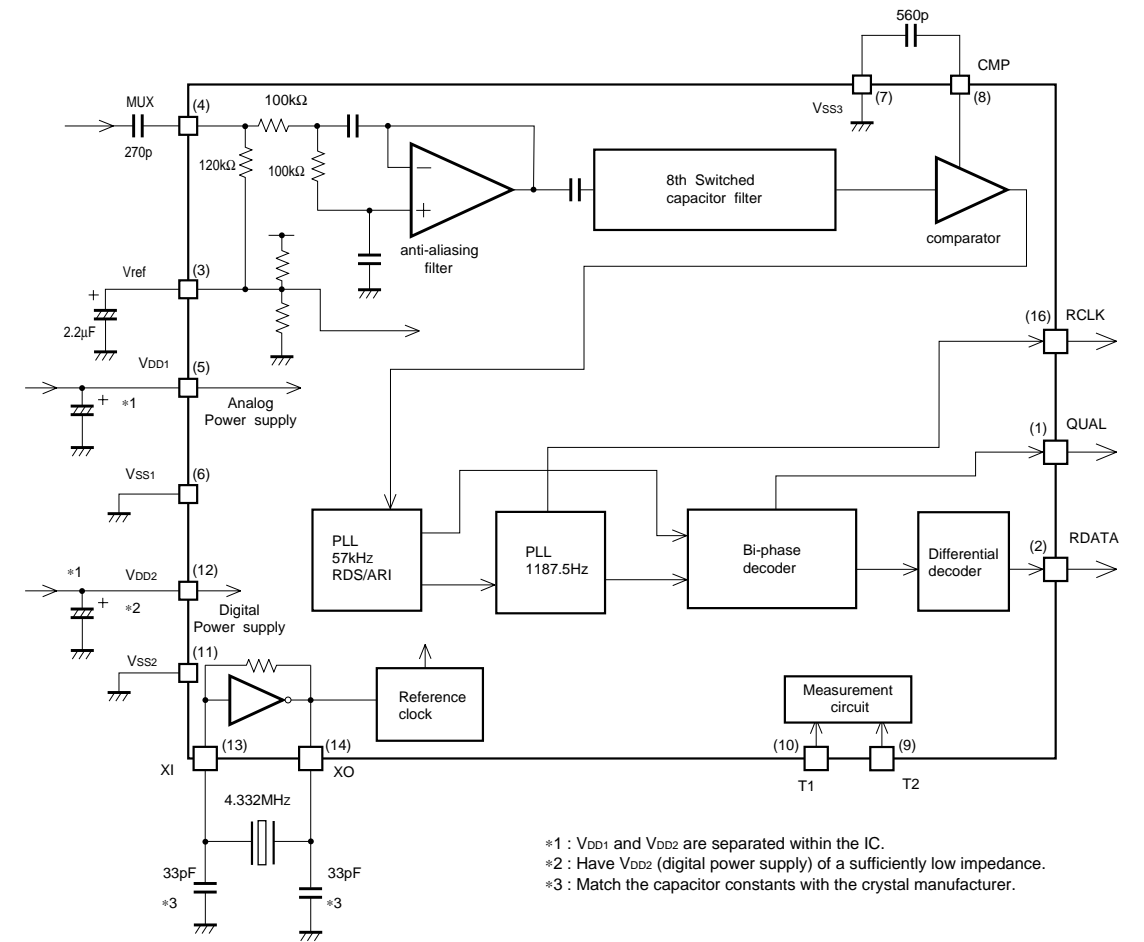 560p
CMP
(7)
(8)
VSS3
MUX
(4)
270p
100kΩ
120kΩ
100kΩ
−
+
anti-aliasing
filter
8th Switched
capacitor filter
comparator
Vref
(3)
+
2.2μF
VDD1
(5)
+
*1
Analog
Power supply
(16)
RCLK
(1)
QUAL
VSS1
(6)
PLL
57kHz
RDS/ARI
PLL
1187.5Hz
Bi-phase
decoder
Differential
decoder
(2)
RDATA
*1
VDD2
(12)
+
*2
Digital
Power supply
VSS2
(11)
Reference
clock
Measurement
circuit
XI
(13)
(14)
XO
(10)
(9)
T1
T2
4.332MHz
33pF
*3
33pF
*3
*1 : VDD1 and VDD2 are separated within the IC.
*2 : Have VDD2 (digital power supply) of a sufficiently low impedance.
*3 : Match the capacitor constants with the crystal manufacturer.